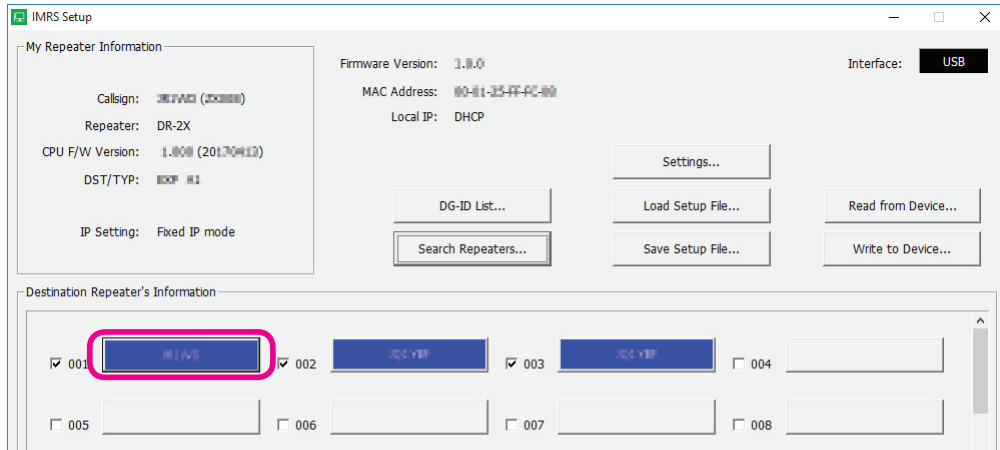 IMRS Setup
My Repeater Information
Callsign:
Repeater: DR-2X
CPU F/W Version:
DST/TYP:
IP Setting: Fixed IP mode
Firmware Version:
MAC Address:
Local IP: DHCP
Interface: USB
Settings...
DG-ID List...
Load Setup File...
Read from Device...
Search Repeaters...
Save Setup File...
Write to Device...
Destination Repeater's Information
001
002
003
004
005
006
007
008